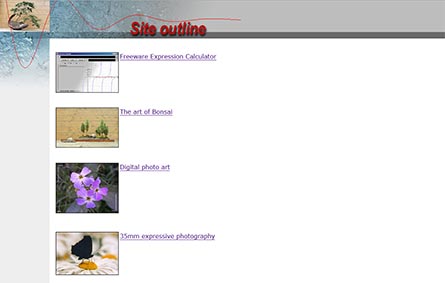 Site outline
Freeware Expression Calculator
The art of Bonsai
Digital photo art
35mm expressive photography